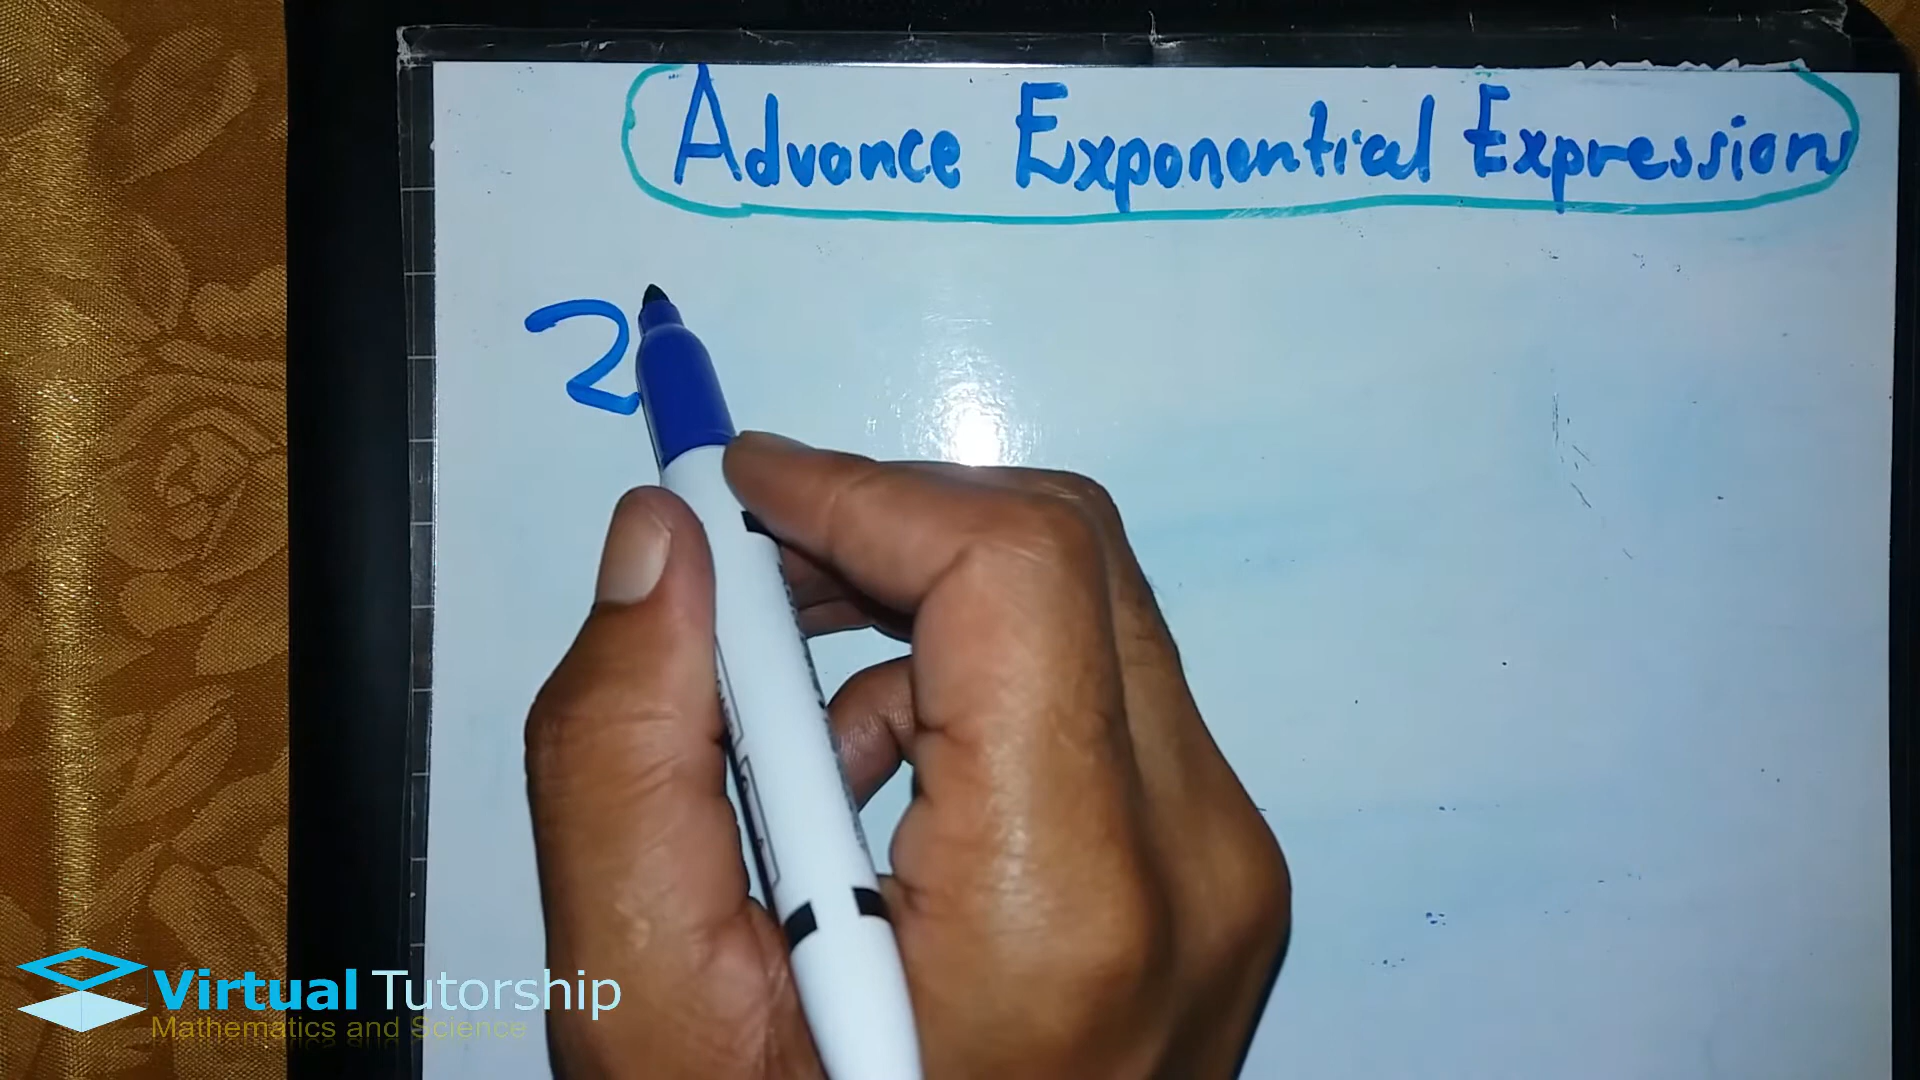 Advance Exponential Expressions
2
Virtual Tutorship
Mathematics and Science